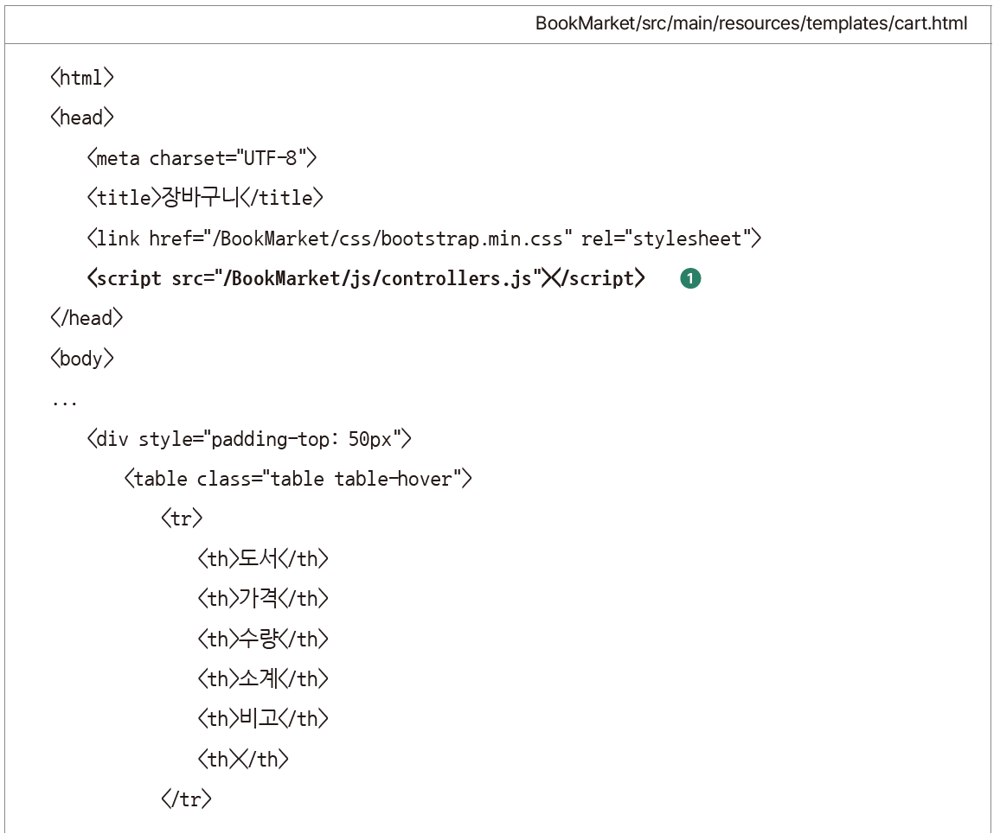 BookMarket/src/main/resources/templates/cart.html
<html>
<head>
<meta charset="UTF-8">
<title>장바구니</title>
<link href="/BookMarket/css/bootstrap.min.css" rel="stylesheet">
<script src="/BookMarket/js/controllers.js"></script> 1
</head>
<body>
...
<div style="padding-top: 50px">
<table class="table table-hover">
<tr>
<th>도서</th>
<th>가격</th>
<th>수량</th>
<th>소계</th>
<th>비고</th>
<th></th>
</tr>